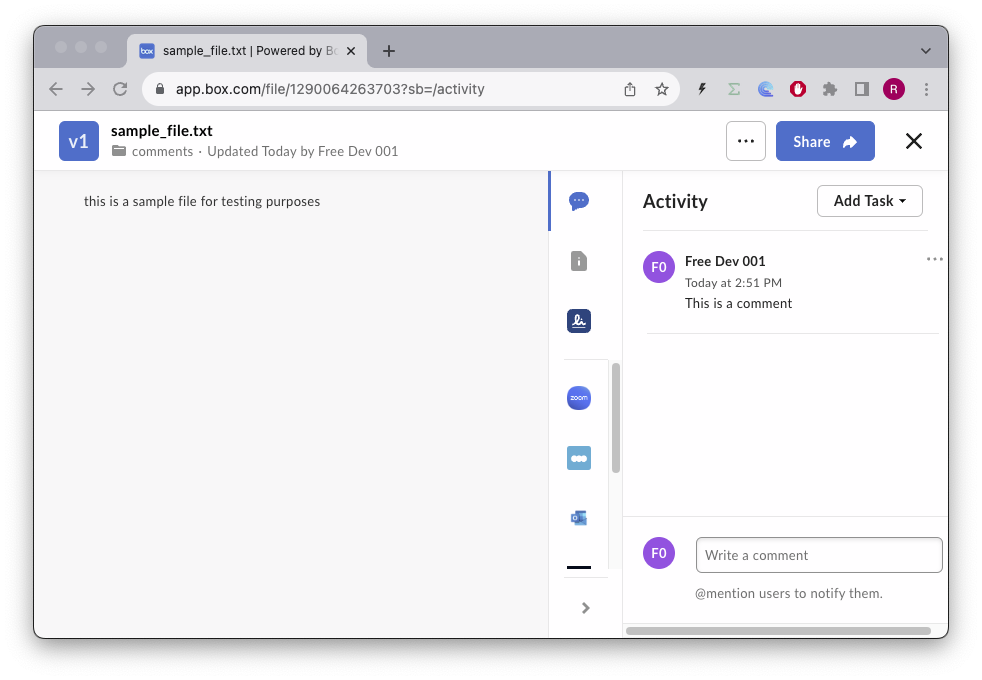 box
sample_file.txt | Powered by Bo
app.box.com/file/1290064263703?sb=/activity
R
v1
sample_file.txt
comments · Updated Today by Free Dev 001
Share
this is a sample file for testing purposes
Activity
Add Task
F0
Free Dev 001
Today at 2:51 PM
This is a comment
zoom
F0
Write a comment
@mention users to notify them.